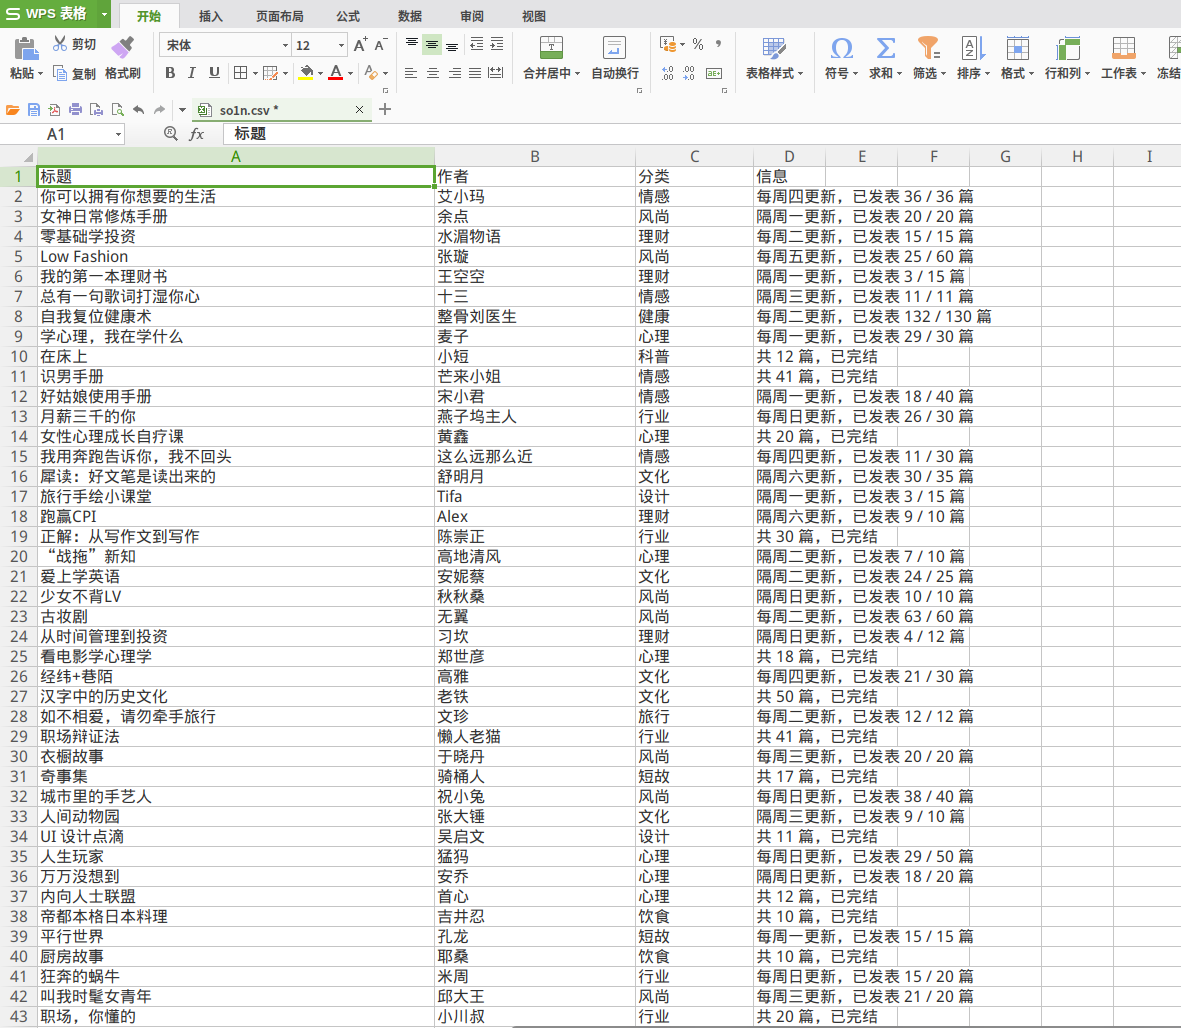 WPS 表格 开始 插入 页面布局 公式 数据 审阅 视图
剪切 宋体 12 A+ A-
粘贴 复制 格式刷 B I U 合并居中 自动换行 表格样式 符号 求和 筛选 排序 格式 行和列 工作表 冻结
so1n.csv *
A1 fx 标题
A B C D E F G H I
1 标题 作者 分类 信息
2 你可以拥有你想要的生活 艾小玛 情感 每周四更新，已发表 36 / 36 篇
3 女神日常修炼手册 余点 风尚 隔周一更新，已发表 20 / 20 篇
4 零基础学投资 水湄物语 理财 每周二更新，已发表 15 / 15 篇
5 Low Fashion 张璇 风尚 每周五更新，已发表 25 / 60 篇
6 我的第一本理财书 王空空 理财 隔周一更新，已发表 3 / 15 篇
7 总有一句歌词打湿你心 十三 情感 隔周三更新，已发表 11 / 11 篇
8 自我复位健康术 整骨刘医生 健康 每周二更新，已发表 132 / 130 篇
9 学心理，我在学什么 麦子 心理 每周一更新，已发表 29 / 30 篇
10 在床上 小短 科普 共 12 篇，已完结
11 识男手册 芒来小姐 情感 共 41 篇，已完结
12 好姑娘使用手册 宋小君 情感 隔周一更新，已发表 18 / 40 篇
13 月薪三千的你 燕子坞主人 行业 每周日更新，已发表 26 / 30 篇
14 女性心理成长自疗课 黄鑫 心理 共 20 篇，已完结
15 我用奔跑告诉你，我不回头 这么远那么近 情感 每周四更新，已发表 11 / 30 篇
16 犀读：好文笔是读出来的 舒明月 文化 隔周六更新，已发表 30 / 35 篇
17 旅行手绘小课堂 Tifa 设计 隔周一更新，已发表 3 / 15 篇
18 跑赢CPI Alex 理财 隔周六更新，已发表 9 / 10 篇
19 正解：从写作文到写作 陈崇正 行业 共 30 篇，已完结
20 “战拖”新知 高地清风 心理 隔周二更新，已发表 7 / 10 篇
21 爱上学英语 安妮蔡 文化 隔周二更新，已发表 24 / 25 篇
22 少女不背LV 秋秋桑 风尚 隔周日更新，已发表 10 / 10 篇
23 古妆剧 无翼 风尚 每周二更新，已发表 63 / 60 篇
24 从时间管理到投资 习坎 理财 隔周日更新，已发表 4 / 12 篇
25 看电影学心理学 郑世彦 心理 共 18 篇，已完结
26 经纬+巷陌 高雅 文化 每周四更新，已发表 21 / 30 篇
27 汉字中的历史文化 老铁 文化 共 50 篇，已完结
28 如不相爱，请勿牵手旅行 文珍 旅行 每周二更新，已发表 12 / 12 篇
29 职场辩证法 懒人老猫 行业 共 41 篇，已完结
30 衣橱故事 于晓丹 风尚 每周三更新，已发表 20 / 20 篇
31 奇事集 骑桶人 短故 共 17 篇，已完结
32 城市里的手艺人 祝小兔 风尚 每周日更新，已发表 38 / 40 篇
33 人间动物园 张大锤 文化 隔周三更新，已发表 9 / 10 篇
34 UI 设计点滴 吴启文 设计 共 11 篇，已完结
35 人生玩家 猛犸 心理 每周日更新，已发表 29 / 50 篇
36 万万没想到 安乔 心理 隔周日更新，已发表 18 / 20 篇
37 内向人士联盟 首心 心理 共 12 篇，已完结
38 帝都本格日本料理 吉井忍 饮食 共 10 篇，已完结
39 平行世界 孔龙 短故 每周一更新，已发表 15 / 15 篇
40 厨房故事 耶桑 饮食 共 10 篇，已完结
41 狂奔的蜗牛 米周 行业 每周日更新，已发表 15 / 20 篇
42 叫我时髦女青年 邱大王 风尚 每周三更新，已发表 21 / 20 篇
43 职场，你懂的 小川叔 行业 共 20 篇，已完结